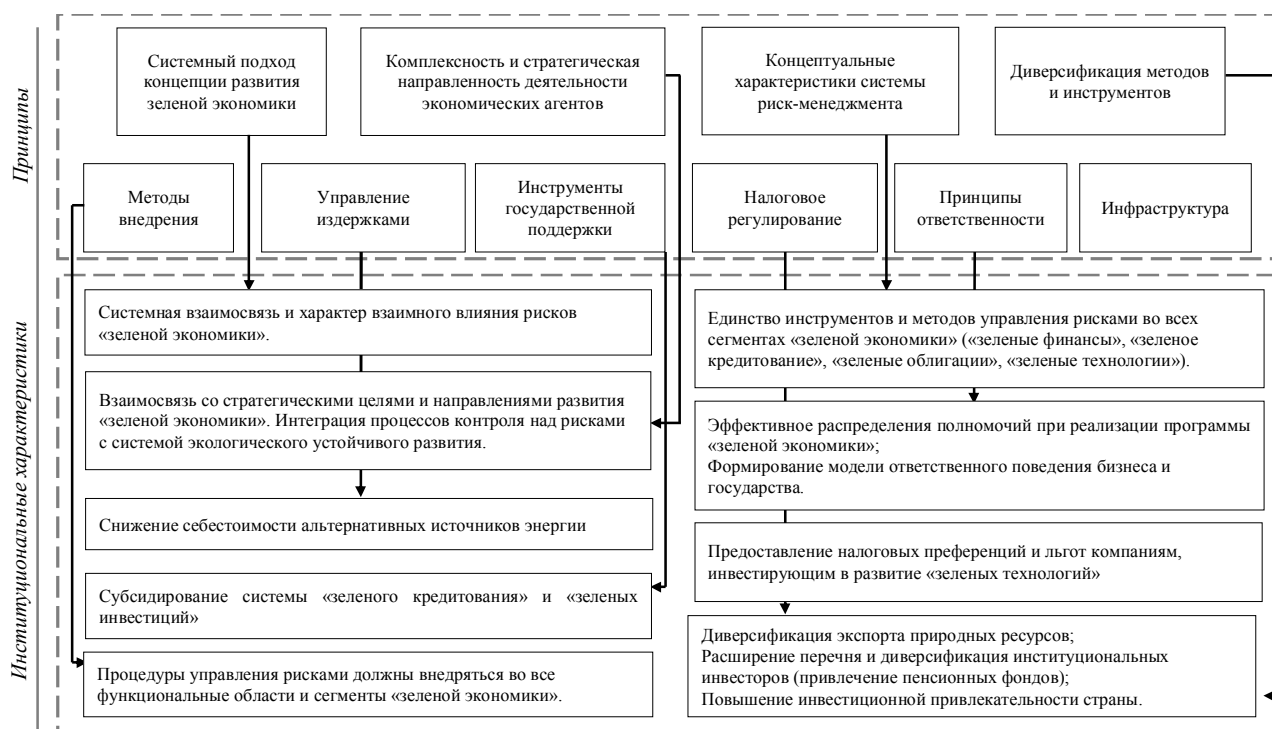 Принципы
Системный подход
концепции развития
зеленой экономики
Комплексность и стратегическая
направленность деятельности
экономических агентов
Концептуальные
характеристики системы
риск-менеджмента
Диверсификация методов
и инструментов
Методы
внедрения
Управление
издержками
Инструменты
государственной
поддержки
Налоговое
регулирование
Принципы
ответственности
Инфраструктура
Институциональные характеристики
Системная взаимосвязь и характер взаимного влияния рисков
«зеленой экономики».
Взаимосвязь со стратегическими целями и направлениями развития
«зеленой экономики». Интеграция процессов контроля над рисками
с системой экологического устойчивого развития.
Снижение себестоимости альтернативных источников энергии
Субсидирование системы «зеленого кредитования» и «зеленых
инвестиций»
Процедуры управления рисками должны внедряться во все
функциональные области и сегменты «зеленой экономики».
Единство инструментов и методов управления рисками во всех
сегментах «зеленой экономики» («зеленые финансы», «зеленое
кредитование», «зеленые облигации», «зеленые технологии»).
Эффективное распределения полномочий при реализации программы
«зеленой экономики»;
Формирование модели ответственного поведения бизнеса и
государства.
Предоставление налоговых преференций и льгот компаниям,
инвестирующим в развитие «зеленых технологий»
Диверсификация экспорта природных ресурсов;
Расширение перечня и диверсификация институциональных
инвесторов (привлечение пенсионных фондов);
Повышение инвестиционной привлекательности страны.